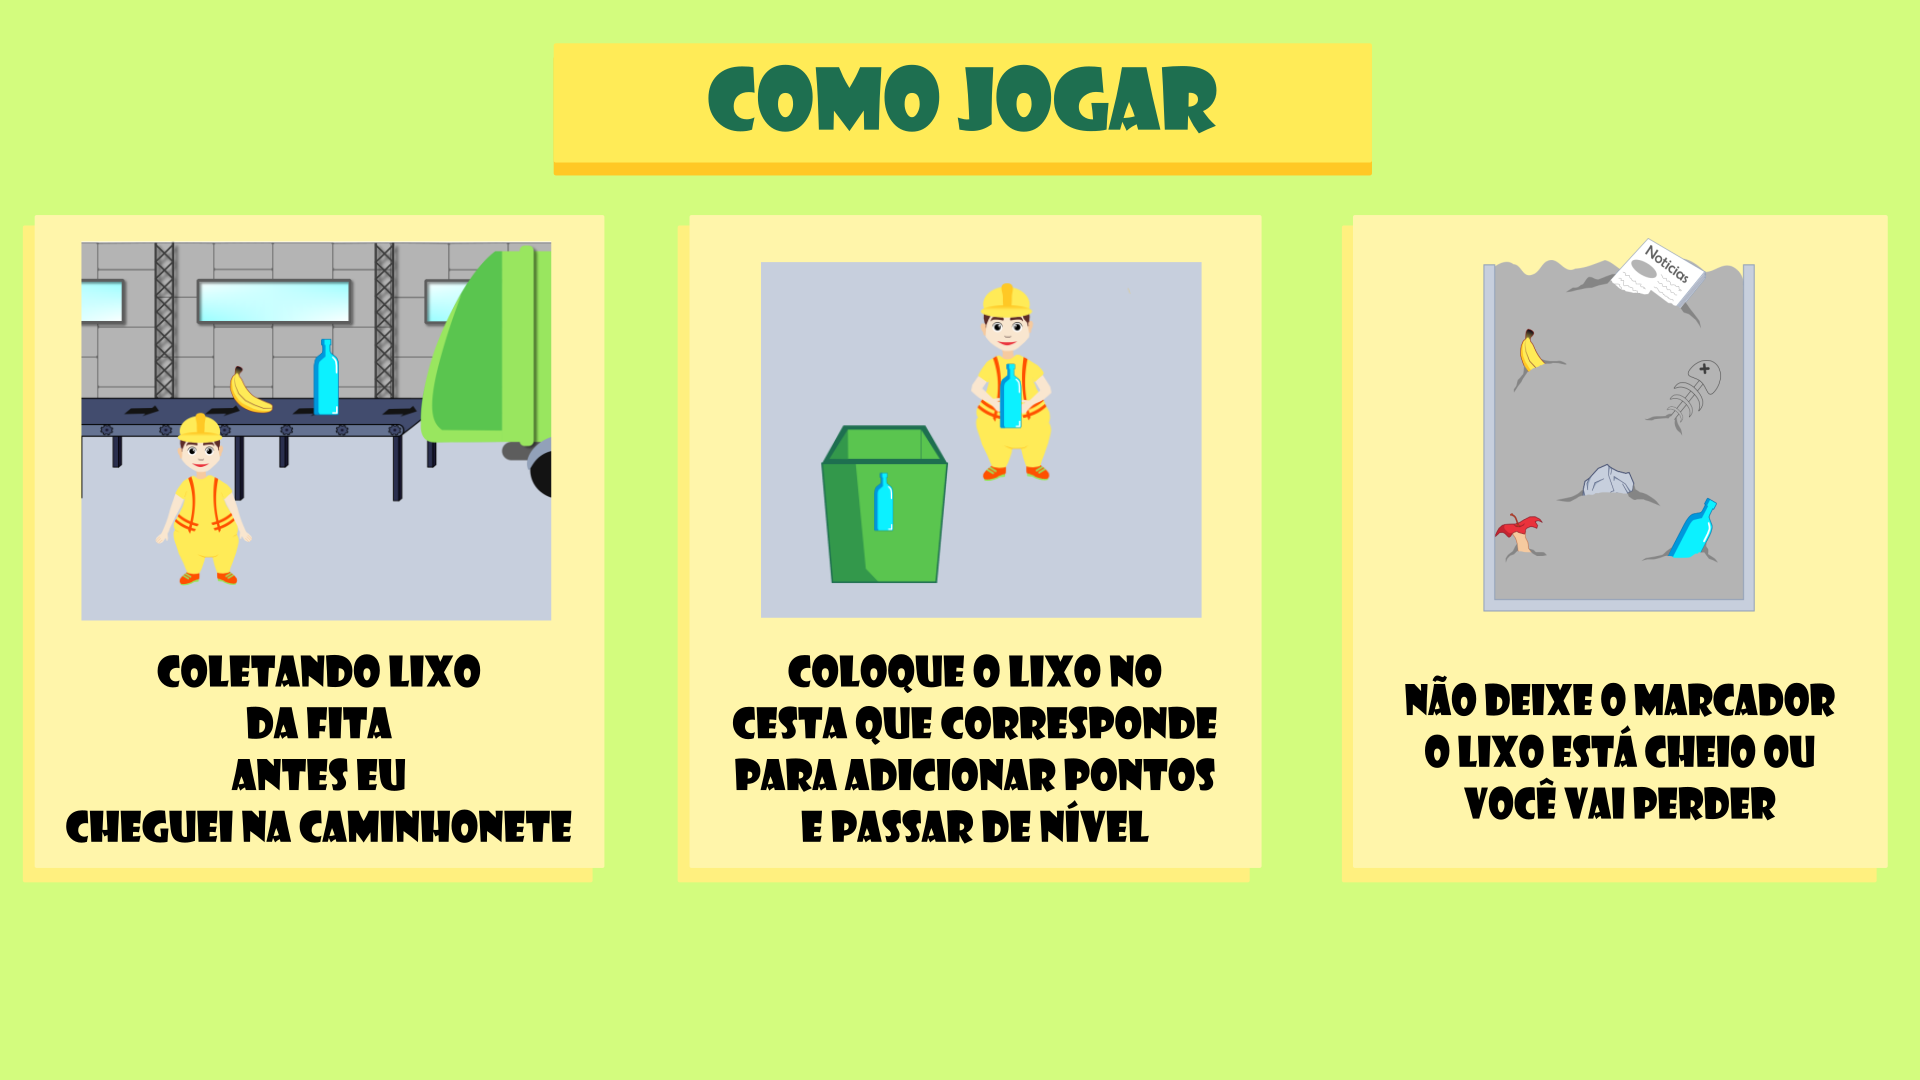 COMO JOGAR
COLETANDO LIXO
DA FITA
ANTES EU
CHEGUEI NA CAMINHONETE
COLOQUE O LIXO NO
CESTA QUE CORRESPONDE
PARA ADICIONAR PONTOS
E PASSAR DE NÍVEL
Noticias
NÃO DEIXE O MARCADOR
O LIXO ESTÁ CHEIO OU
VOCÊ VAI PERDER